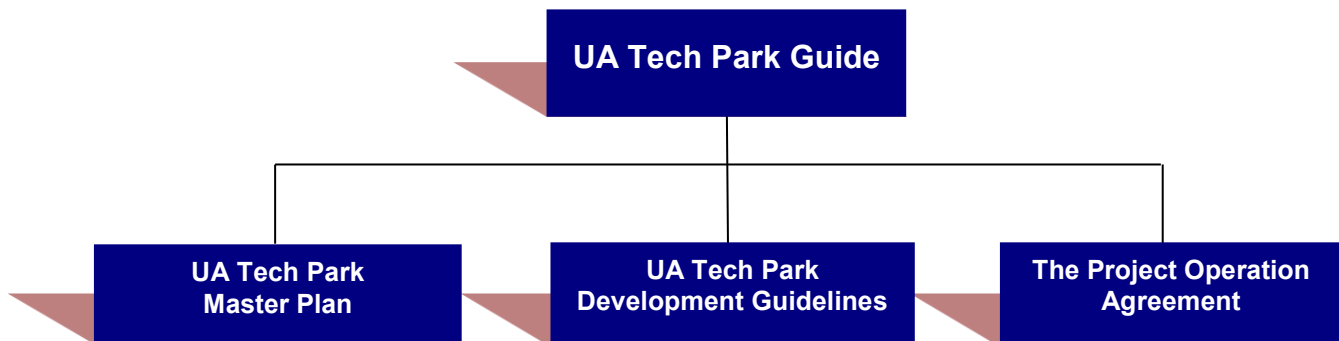 UA Tech Park Guide
UA Tech Park
Master Plan
UA Tech Park
Development Guidelines
The Project Operation
Agreement